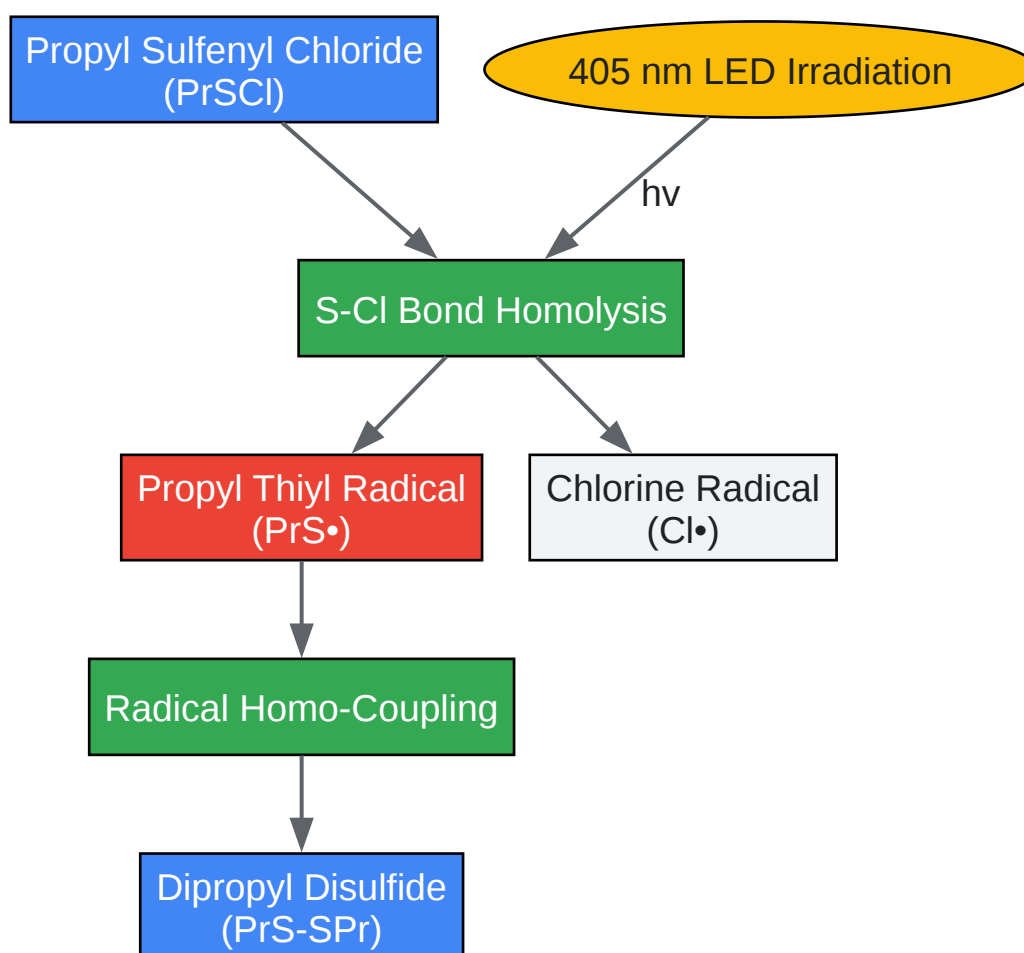 Propyl Sulfenyl Chloride
(PrSCl)
405 nm LED Irradiation
hv
S-Cl Bond Homolysis
Propyl Thiyl Radical
(PrS•)
Chlorine Radical
(Cl•)
Radical Homo-Coupling
Dipropyl Disulfide
(PrS-SPr)